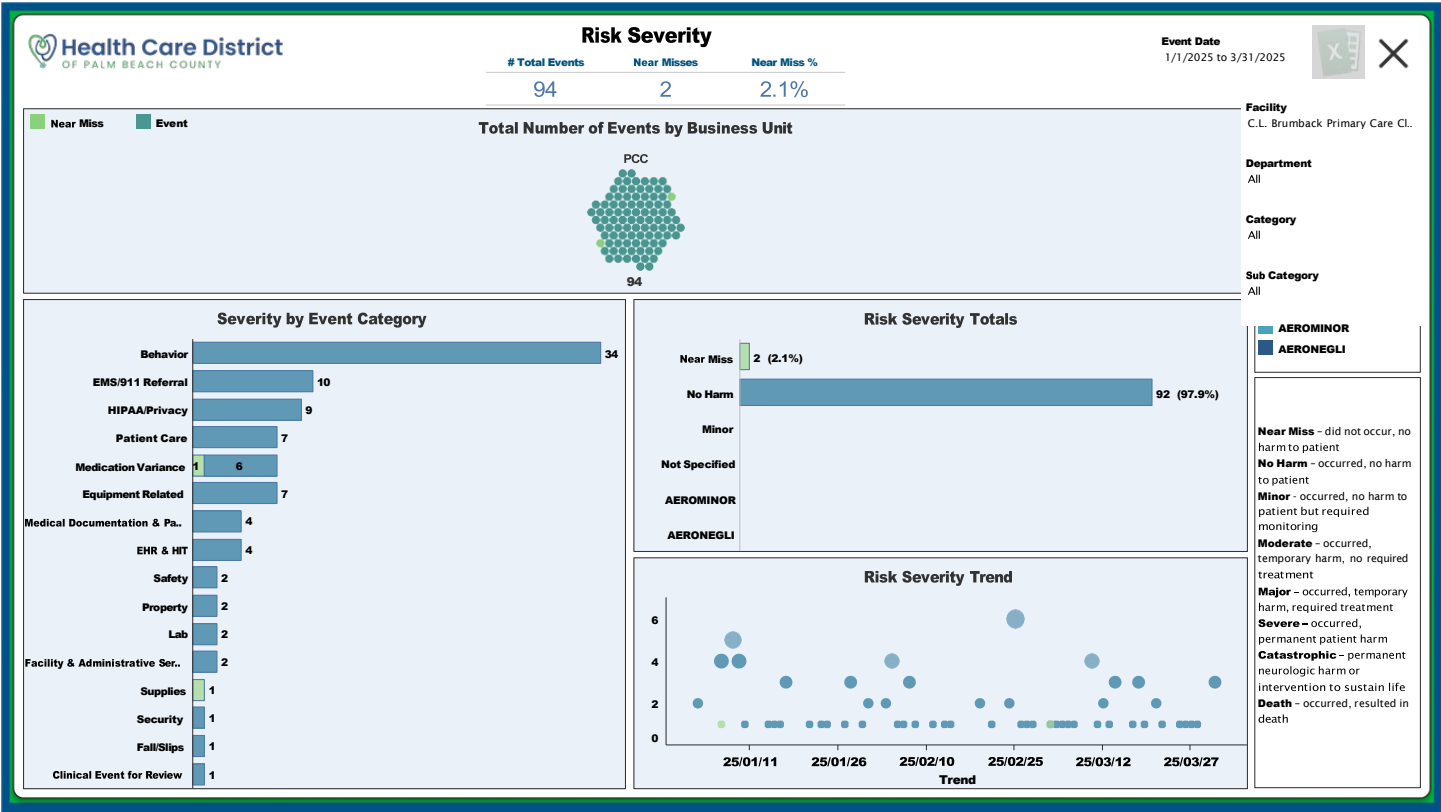 Health Care District
OF PALM BEACH COUNTY
Risk Severity
# Total Events Near Misses Near Miss %
94 2 2.1%
Event Date
1/1/2025 to 3/31/2025
Facility
C.L. Brumback Primary Care Cl..
Department
All
Category
All
Sub Category
All
Near Miss Event
Total Number of Events by Business Unit
PCC
94
Severity by Event Category
Behavior 34
EMS/911 Referral 10
HIPAA/Privacy 9
Patient Care 7
Medication Variance 1 6
Equipment Related 7
Medical Documentation & Pa.. 4
EHR & HIT 4
Safety 2
Property 2
Lab 2
Facility & Administrative Ser.. 2
Supplies 1
Security 1
Fall/Slips 1
Clinical Event for Review 1
Risk Severity Totals
Near Miss 2 (2.1%)
No Harm 92 (97.9%)
Minor
Not Specified
AEROMINOR
AERONEGLI
Risk Severity Trend
6
4
2
0
25/01/11 25/01/26 25/02/10 25/02/25 25/03/12 25/03/27
Trend
AEROMINOR
AERONEGLI
Near Miss – did not occur, no
harm to patient
No Harm – occurred, no harm
to patient
Minor - occurred, no harm to
patient but required
monitoring
Moderate – occurred,
temporary harm, no required
treatment
Major – occurred, temporary
harm, required treatment
Severe – occurred,
permanent patient harm
Catastrophic – permanent
neurologic harm or
intervention to sustain life
Death – occurred, resulted in
death